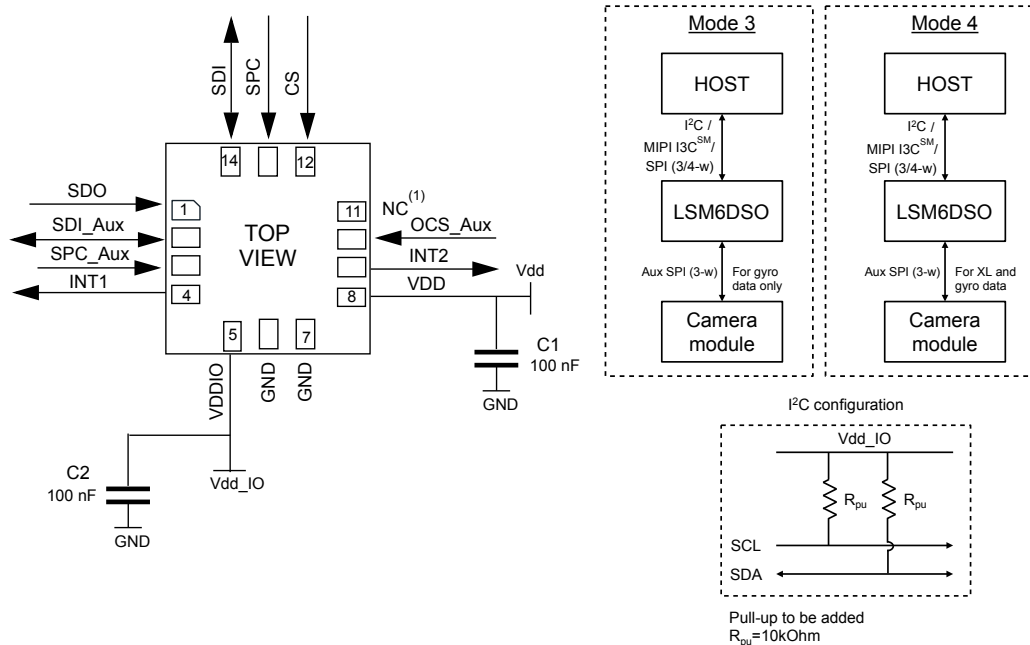 SDI
SPC
CS
14
12
SDO
SDI_Aux
SPC_Aux
INT1
1
4
TOP
VIEW
11
8
NC(1)
OCS_Aux
INT2
VDD
Vdd
5
7
VDDIO
GND
GND
C1
100 nF
GND
C2
100 nF
GND
Vdd_IO
Mode 3
HOST
I²C /
MIPI I3CSM/
SPI (3/4-w)
LSM6DSO
Aux SPI (3-w)
For gyro
data only
Camera
module
Mode 4
HOST
I²C /
MIPI I3CSM/
SPI (3/4-w)
LSM6DSO
Aux SPI (3-w)
For XL and
gyro data
Camera
module
I²C configuration
Vdd_IO
Rpu
Rpu
SCL
SDA
Pull-up to be added
Rpu=10kOhm